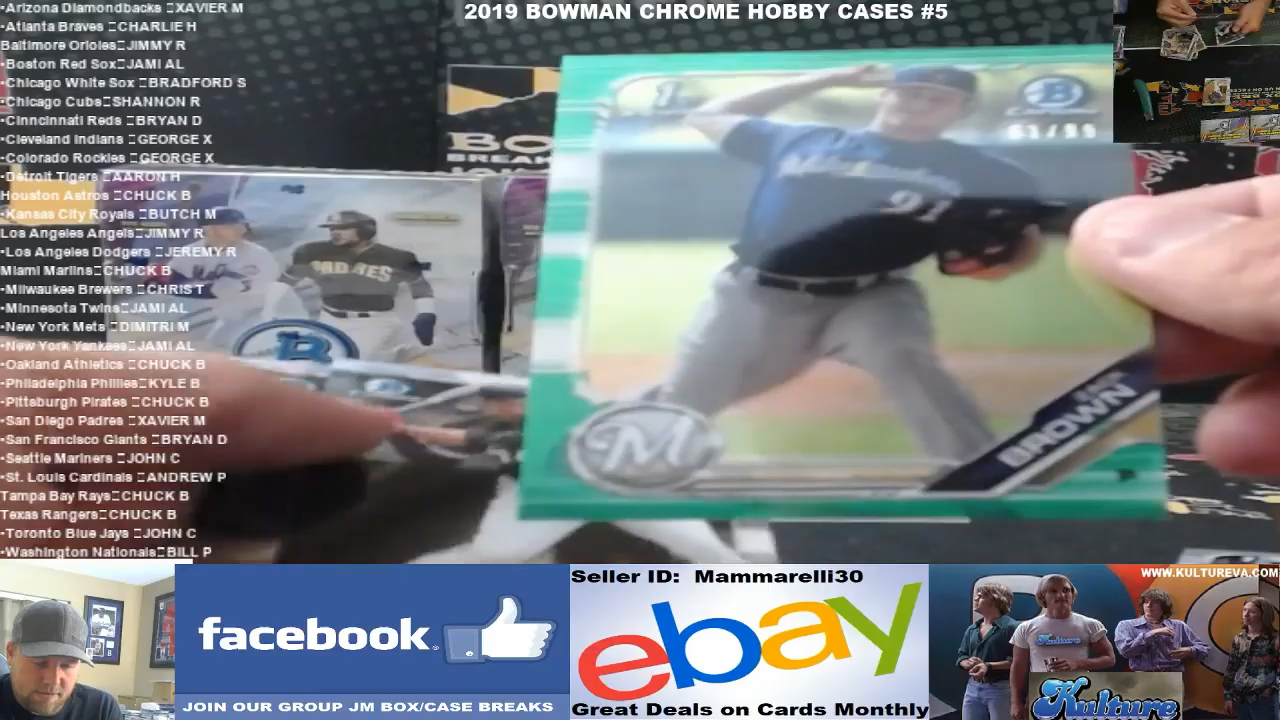 2019 BOWMAN CHROME HOBBY CASES #5
•Arizona Diamondbacks XAVIER M
•Atlanta Braves CHARLIE H
Baltimore Orioles JIMMY R
•Boston Red Sox JAMI AL
•Chicago White Sox BRADFORD S
•Chicago Cubs SHANNON R
•Cinncinnati Reds BRYAN D
•Cleveland Indians GEORGE X
•Colorado Rockies GEORGE X
•Detroit Tigers AARON H
Houston Astros CHUCK B
•Kansas City Royals BUTCH M
Los Angeles Angels JIMMY R
•Los Angeles Dodgers JEREMY R
Miami Marlins CHUCK B
•Milwaukee Brewers CHRIS T
•Minnesota Twins JAMI AL
•New York Mets DIMITRI M
•New York Yankees JAMI AL
•Oakland Athletics CHUCK B
•Philadelphia Phillies KYLE B
•Pittsburgh Pirates CHUCK B
•San Diego Padres XAVIER M
•San Francisco Giants BRYAN D
•Seattle Mariners JOHN C
•St. Louis Cardinals ANDREW P
Tampa Bay Rays CHUCK B
Texas Rangers CHUCK B
•Toronto Blue Jays JOHN C
•Washington Nationals BILL P
BO
BREAK
PADRES
B
1
B
91
M
BROWN
facebook
JOIN OUR GROUP JM BOX/CASE BREAKS
Seller ID: Mammarelli30
ebay
Great Deals on Cards Monthly
WWW.KULTUREVA.COM
Kulture
Kulture